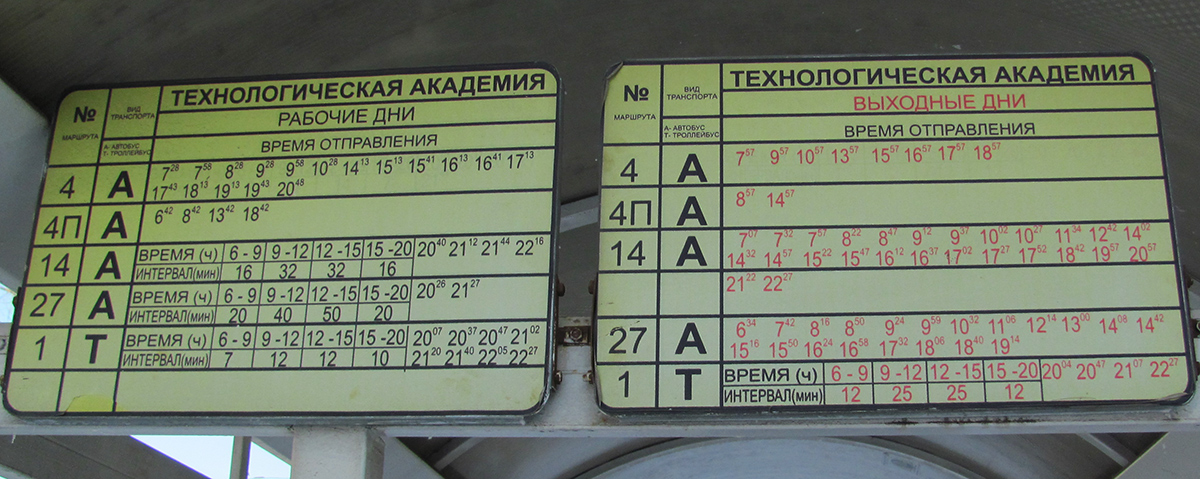 № МАРШРУТА
ВИД ТРАНСПОРТА
А- АВТОБУС
Т- ТРОЛЛЕЙБУС
ТЕХНОЛОГИЧЕСКАЯ АКАДЕМИЯ
РАБОЧИЕ ДНИ
ВРЕМЯ ОТПРАВЛЕНИЯ
4 А 7²⁸ 7⁵⁸ 8²⁸ 9²⁸ 9⁵⁸ 10²⁸ 14¹³ 15¹³ 15⁴¹ 16¹³ 16⁴¹ 17¹³
17⁴³ 18¹³ 19¹³ 19⁴³ 20⁴⁸
4П А 6⁴² 8⁴² 13⁴² 18⁴²
14 А ВРЕМЯ (ч) 6 - 9 9 -12 12 -15 15 -20 20⁴⁰ 21¹² 21⁴⁴ 22¹⁶
ИНТЕРВАЛ(мин) 16 32 32 16
27 А ВРЕМЯ (ч) 6 - 9 9 -12 12 -15 15 -20 20²⁶ 21²⁷
ИНТЕРВАЛ(мин) 20 40 50 20
1 Т ВРЕМЯ (ч) 6 - 9 9 -12 12 -15 15 -20 20⁰⁷ 20³⁷ 20⁴⁷ 21⁰²
ИНТЕРВАЛ(мин) 7 12 12 10 21²⁰ 21⁴⁰ 22⁰⁵ 22²⁷
№ МАРШРУТА
ВИД ТРАНСПОРТА
А- АВТОБУС
Т- ТРОЛЛЕЙБУС
ТЕХНОЛОГИЧЕСКАЯ АКАДЕМИЯ
ВЫХОДНЫЕ ДНИ
ВРЕМЯ ОТПРАВЛЕНИЯ
4 А 7⁵⁷ 9⁵⁷ 10⁵⁷ 13⁵⁷ 15⁵⁷ 16⁵⁷ 17⁵⁷ 18⁵⁷
4П А 8⁵⁷ 14⁵⁷
14 А 7⁰⁷ 7³² 7⁵⁷ 8²² 8⁴⁷ 9¹² 9³⁷ 10⁰² 10²⁷ 11³⁴ 12⁴² 14⁰²
14³² 14⁵⁷ 15²² 15⁴⁷ 16¹² 16³⁷ 17⁰² 17²⁷ 17⁵² 18⁴² 19⁵⁷ 20⁵⁷
21²² 22²⁷
27 А 6³⁴ 7⁴² 8¹⁶ 8⁵⁰ 9²⁴ 9⁵⁹ 10³² 11⁰⁶ 12¹⁴ 13⁰⁰ 14⁰⁸ 14⁴²
15¹⁶ 15⁵⁰ 16²⁴ 16⁵⁸ 17³² 18⁰⁶ 18⁴⁰ 19¹⁴
1 Т ВРЕМЯ (ч) 6 - 9 9 -12 12 -15 15 -20 20⁰⁴ 20⁴⁷ 21⁰⁷ 22²⁷
ИНТЕРВАЛ(мин) 12 25 25 12